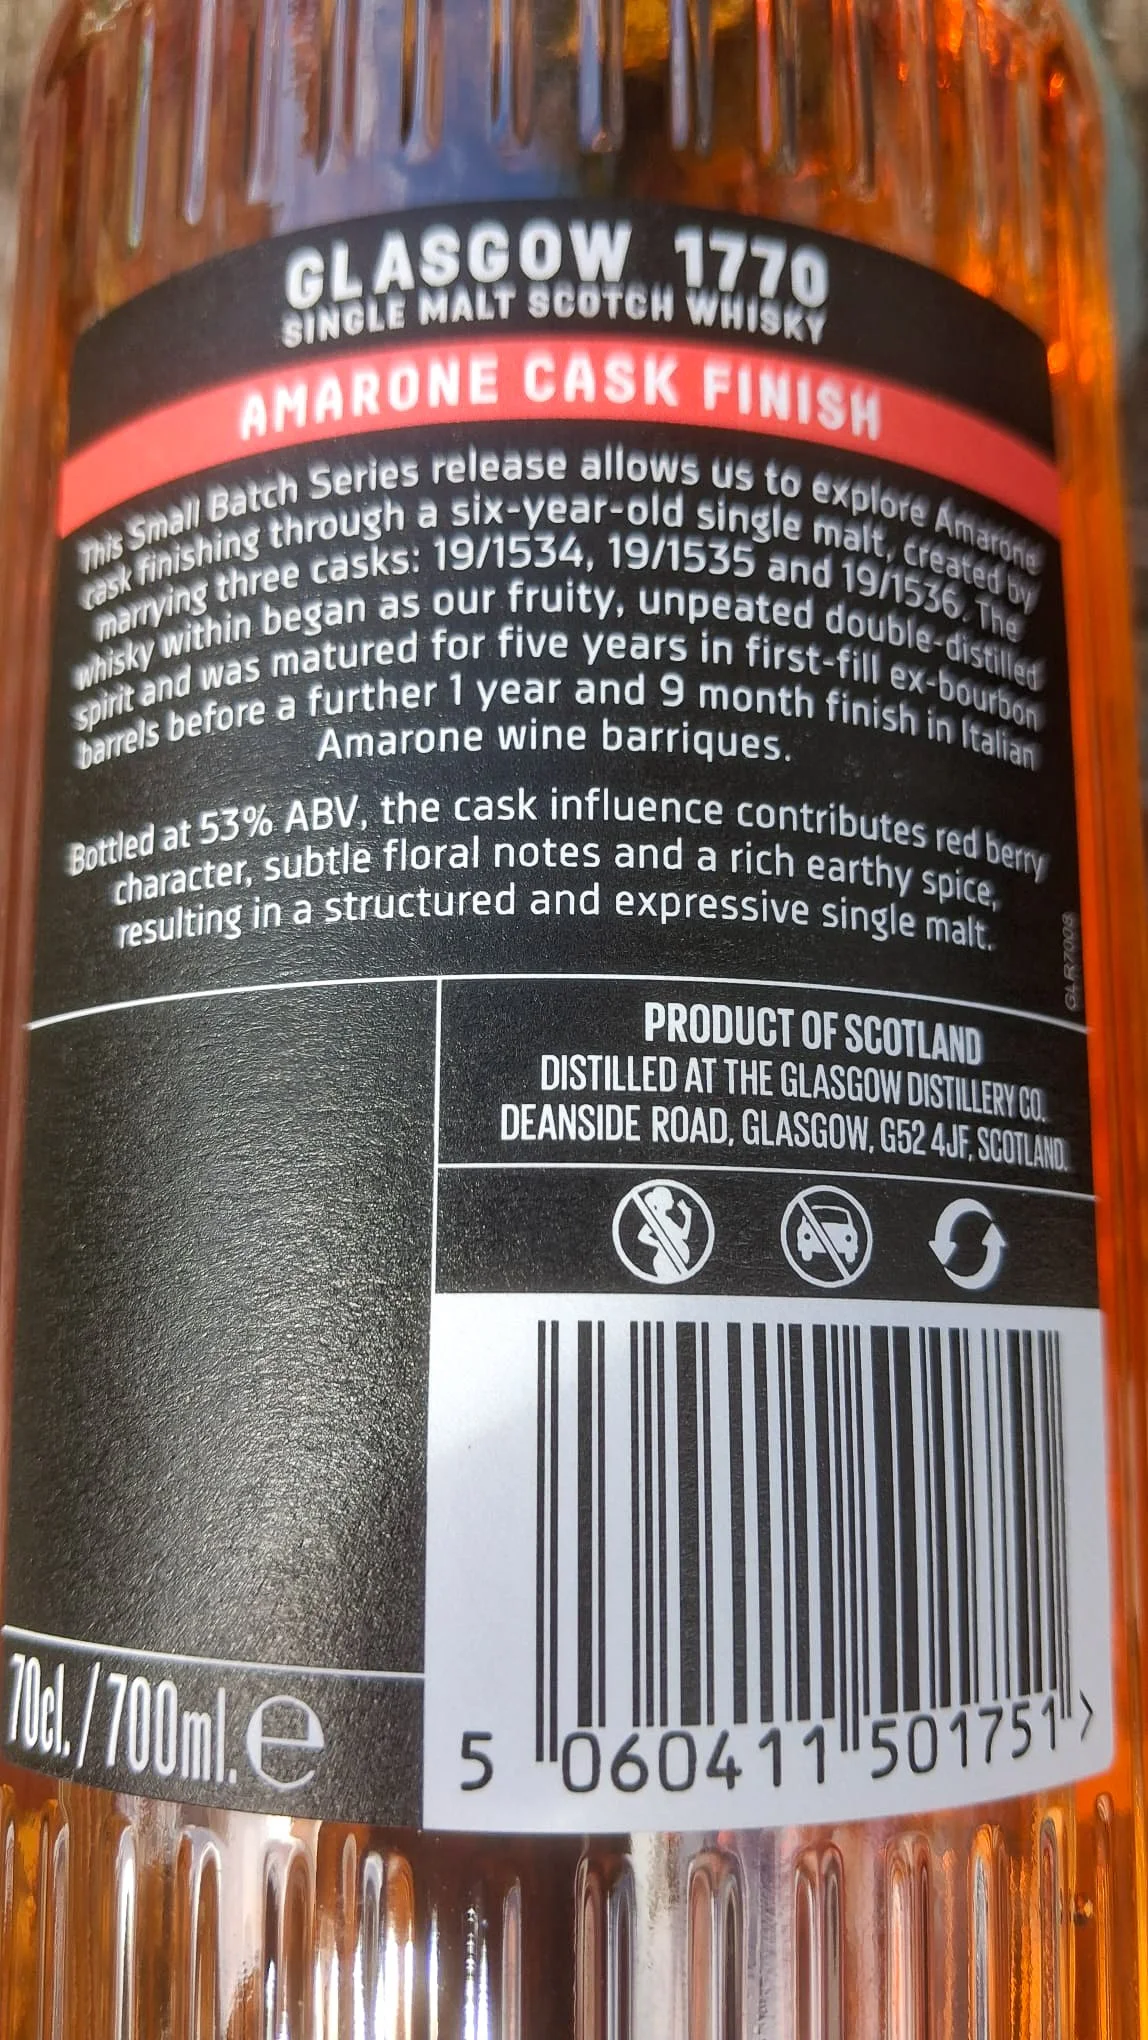 GLASGOW 1770
SINGLE MALT SCOTCH WHISKY
AMARONE CASK FINISH
This Small Batch Series release allows us to explore Amarone
cask finishing through a six-year-old single malt, created by
marrying three casks: 19/1534, 19/1535 and 19/1536. The
whisky within began as our fruity, unpeated double-distilled
spirit and was matured for five years in first-fill ex-bourbon
barrels before a further 1 year and 9 month finish in Italian
Amarone wine barriques.
Bottled at 53% ABV, the cask influence contributes red berry
character, subtle floral notes and a rich earthy spice,
resulting in a structured and expressive single malt.
GLR7008
PRODUCT OF SCOTLAND
DISTILLED AT THE GLASGOW DISTILLERY CO.
DEANSIDE ROAD, GLASGOW, G52 4JF, SCOTLAND.
70cl. / 700ml. e
5 060411 501751 >